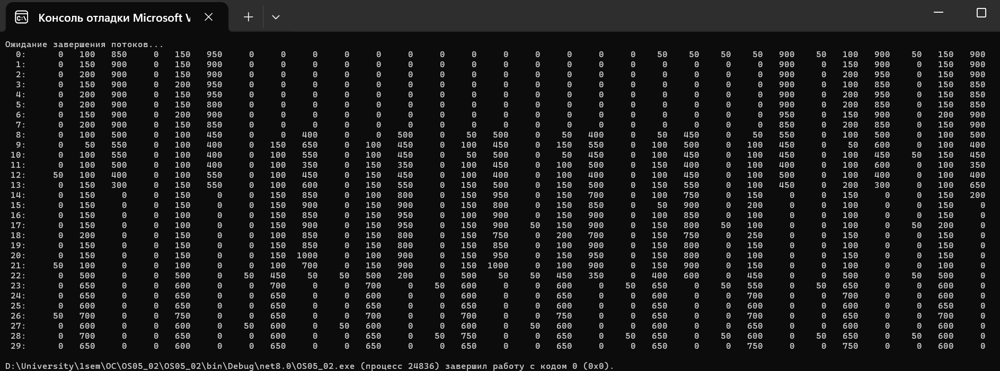 Консоль отладки Microsoft V
Ожидание завершения потоков...
0: 0 100 850 0 150 950 0 0 0 0 0 0 0 0 0 0 0 0 0 50 50 50 50 900 50 100 900 50 150 900
1: 0 150 900 0 150 900 0 0 0 0 0 0 0 0 0 0 0 0 0 0 0 0 0 900 0 150 900 0 150 900
2: 0 200 900 0 150 900 0 0 0 0 0 0 0 0 0 0 0 0 0 0 0 0 0 900 0 200 950 0 150 900
3: 0 150 900 0 200 950 0 0 0 0 0 0 0 0 0 0 0 0 0 0 0 0 0 900 0 100 850 0 150 850
4: 0 200 900 0 150 950 0 0 0 0 0 0 0 0 0 0 0 0 0 0 0 0 0 900 0 200 950 0 150 850
5: 0 200 900 0 150 800 0 0 0 0 0 0 0 0 0 0 0 0 0 0 0 0 0 900 0 200 850 0 150 850
6: 0 150 900 0 200 900 0 0 0 0 0 0 0 0 0 0 0 0 0 0 0 0 0 950 0 150 900 0 200 900
7: 0 200 900 0 150 850 0 0 0 0 0 0 0 0 0 0 0 0 0 0 0 0 0 850 0 200 850 0 150 900
8: 0 100 500 0 100 450 0 0 400 0 0 500 0 50 500 0 50 400 0 50 450 0 50 550 0 100 500 0 100 500
9: 0 50 550 0 100 400 0 150 650 0 100 450 0 100 450 0 150 550 0 100 500 0 100 450 0 50 600 0 100 400
10: 0 100 550 0 100 400 0 100 550 0 100 450 0 50 500 0 50 450 0 100 450 0 100 450 0 100 450 50 150 450
11: 0 100 500 0 100 400 0 100 350 0 150 350 0 100 450 0 100 500 0 150 400 0 100 400 0 100 600 0 100 350
12: 50 100 400 0 100 550 0 100 450 0 150 450 0 100 400 0 100 400 0 100 450 0 100 500 0 100 400 0 100 400
13: 0 150 300 0 150 550 0 100 600 0 150 550 0 150 500 0 150 500 0 150 550 0 100 450 0 200 300 0 100 650
14: 0 150 0 0 150 0 0 150 850 0 100 800 0 150 950 0 150 700 0 100 750 0 150 0 0 150 0 0 150 200
15: 0 150 0 0 150 0 0 150 900 0 150 900 0 150 800 0 150 850 0 50 900 0 200 0 0 100 0 0 150 0
16: 0 150 0 0 100 0 0 150 850 0 150 950 0 100 900 0 150 900 0 100 850 0 100 0 0 100 0 0 150 0
17: 0 150 0 0 100 0 0 150 900 0 150 950 0 150 900 50 150 900 0 150 800 50 100 0 0 100 0 50 200 0
18: 0 200 0 0 150 0 0 100 850 0 150 800 0 150 750 0 200 700 0 150 750 0 250 0 0 150 0 0 150 0
19: 0 150 0 0 150 0 0 150 850 0 150 800 0 150 850 0 100 900 0 150 800 0 150 0 0 100 0 0 150 0
20: 0 150 0 0 150 0 0 150 1000 0 100 900 0 150 950 0 150 950 0 150 800 0 100 0 0 150 0 0 150 0
21: 50 100 0 0 100 0 0 100 700 0 150 900 0 150 1000 0 100 900 0 150 900 0 150 0 0 100 0 0 100 0
22: 0 500 0 0 500 0 50 450 50 50 500 200 0 500 50 50 450 350 0 400 600 0 450 0 0 500 0 50 500 0
23: 0 650 0 0 600 0 0 700 0 0 700 0 50 600 0 0 600 0 50 650 0 50 550 0 50 650 0 0 600 0
24: 0 650 0 0 650 0 0 650 0 0 600 0 0 600 0 0 650 0 0 600 0 0 700 0 0 700 0 0 600 0
25: 0 600 0 0 650 0 0 650 0 0 650 0 0 650 0 0 600 0 0 650 0 0 600 0 0 600 0 0 650 0
26: 50 700 0 0 750 0 0 650 0 0 700 0 0 700 0 0 750 0 0 650 0 0 700 0 0 650 0 0 700 0
27: 0 600 0 0 600 0 50 600 0 50 600 0 0 600 0 50 600 0 0 600 0 0 650 0 0 600 0 0 600 0
28: 0 700 0 0 650 0 0 600 0 0 650 0 50 750 0 0 650 0 50 650 0 50 600 0 50 650 0 50 600 0
29: 0 650 0 0 600 0 0 650 0 0 650 0 0 650 0 0 650 0 0 650 0 0 750 0 0 750 0 0 600 0
D:\University\1sem\OC\OS05_02\OS05_02\bin\Debug\net8.0\OS05_02.exe (процесс 24836) завершил работу с кодом 0 (0x0).